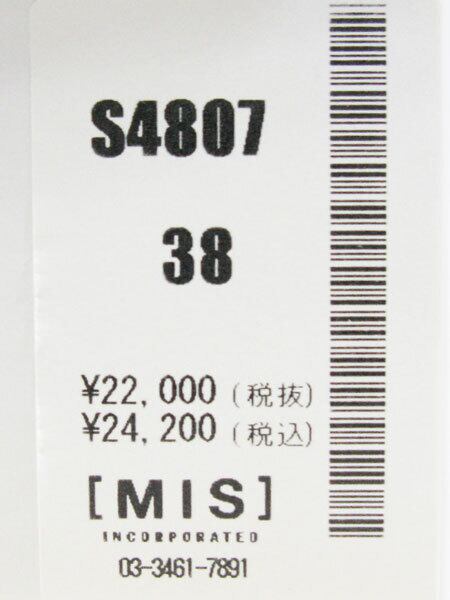 S4807
38
¥22,000 (税抜)
¥24,200 (税込)
[MIS]
INCORPORATED
03-3461-7891